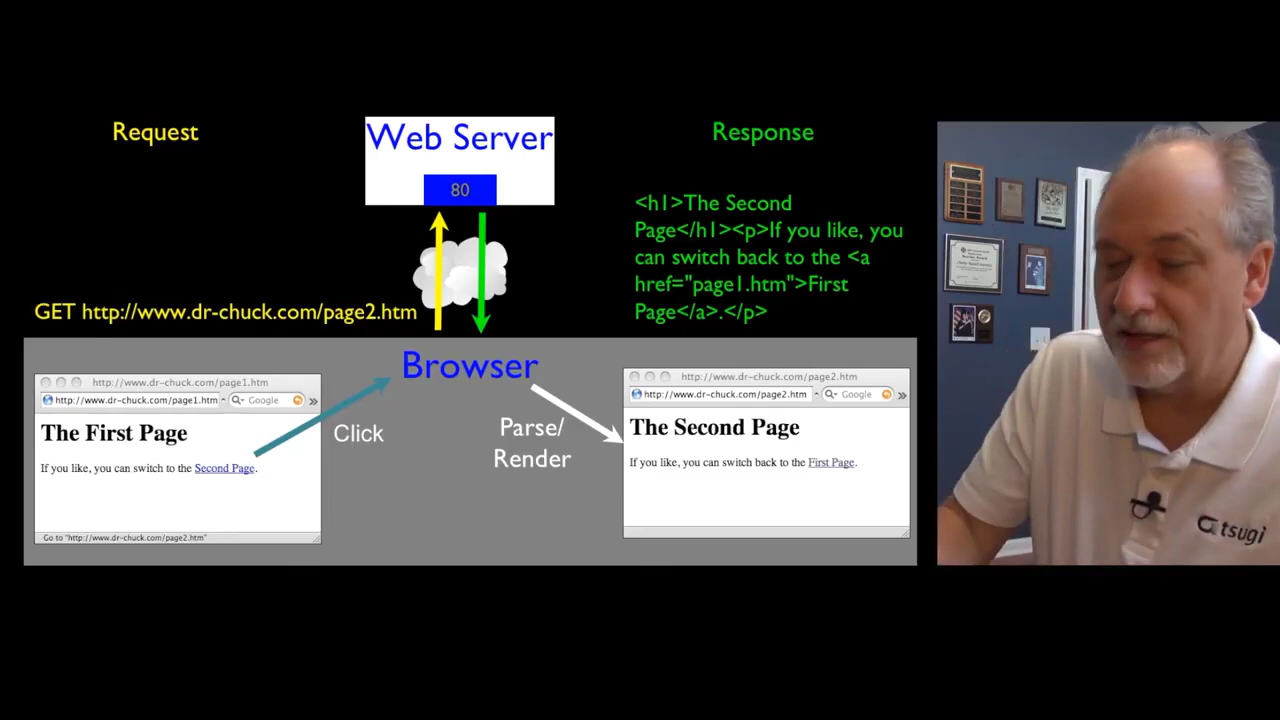 Request
Web Server
Response
80
<h1>The Second
Page</h1><p>If you like, you
can switch back to the <a
href="page1.htm">First
Page</a>.</p>
GET http://www.dr-chuck.com/page2.htm
Browser
http://www.dr-chuck.com/page1.htm
http://www.dr-chuck.com/page1.htm
Google
The First Page
If you like, you can switch to the Second Page.
Go to "http://www.dr-chuck.com/page2.htm"
Click
Parse/
Render
http://www.dr-chuck.com/page2.htm
http://www.dr-chuck.com/page2.htm
Google
The Second Page
If you like, you can switch back to the First Page.
tsugi